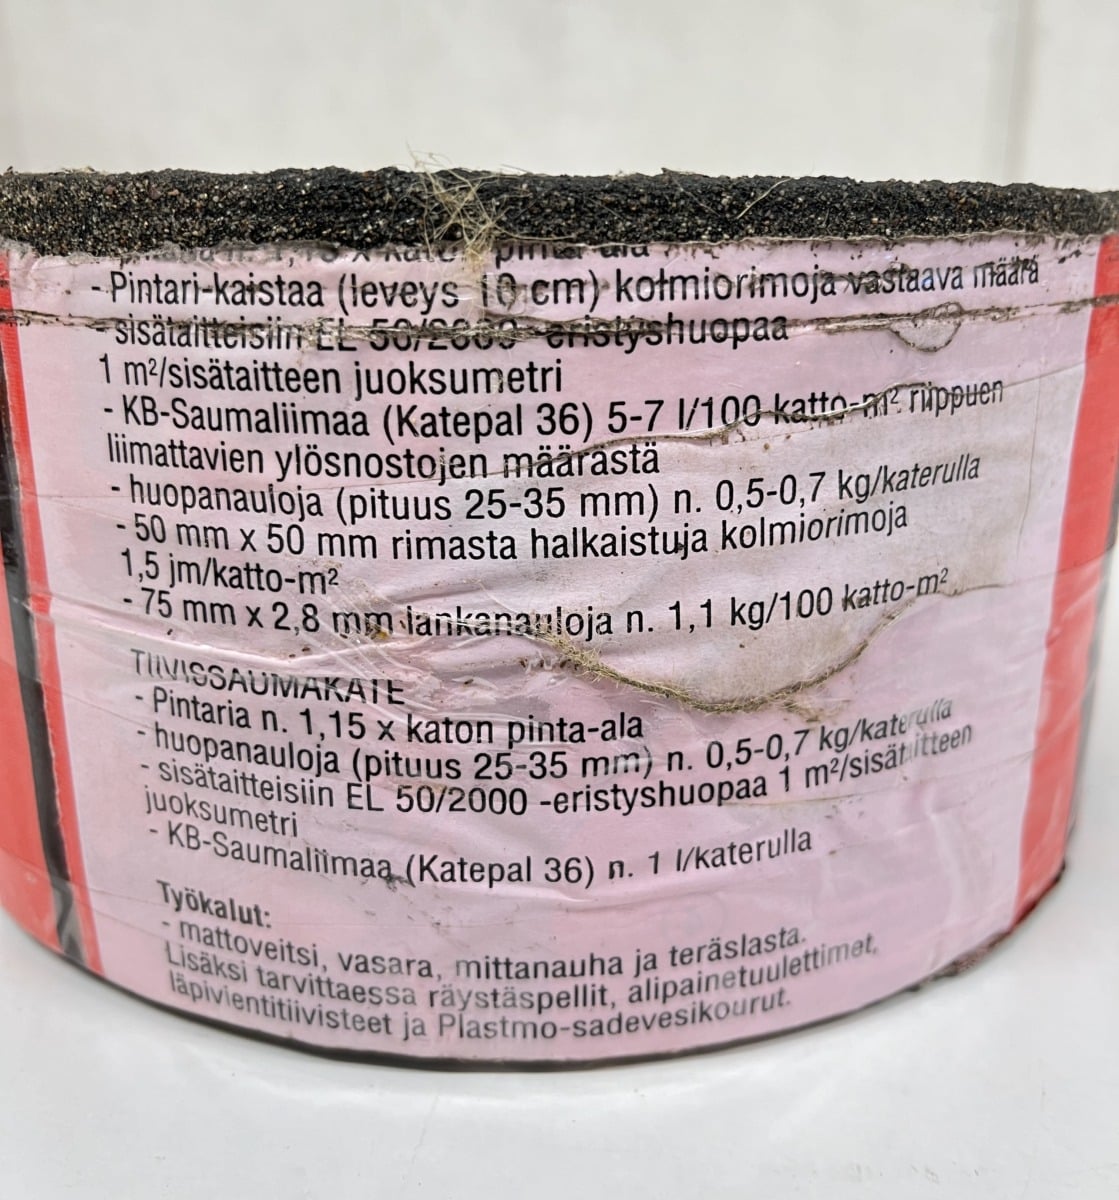 - Pintari-kaistaa (leveys 10 cm) kolmiorimoja vastaava määrä
- sisätaitteisiin EL 50/2000 -eristyshuopaa
1 m²/sisätaitteen juoksumetri
- KB-Saumaliimaa (Katepal 36) 5-7 l/100 katto-m² riippuen
liimattavien ylösnostojen määrästä
- huopanauloja (pituus 25-35 mm) n. 0,5-0,7 kg/katerulla
- 50 mm x 50 mm rimasta halkaistuja kolmiorimoja
1,5 jm/katto-m²
- 75 mm x 2,8 mm lankanauloja n. 1,1 kg/100 katto-m²
TIIVISSAUMAKATE
- Pintaria n. 1,15 x katon pinta-ala
- huopanauloja (pituus 25-35 mm) n. 0,5-0,7 kg/katerulla
- sisätaitteisiin EL 50/2000 -eristyshuopaa 1 m²/sisätaitteen
juoksumetri
- KB-Saumaliimaa (Katepal 36) n. 1 l/katerulla
Työkalut:
- mattoveitsi, vasara, mittanauha ja teräslasta.
Lisäksi tarvittaessa räystäspellit, alipainetuulettimet,
läpivientitiivisteet ja Plastmo-sadevesikourut.